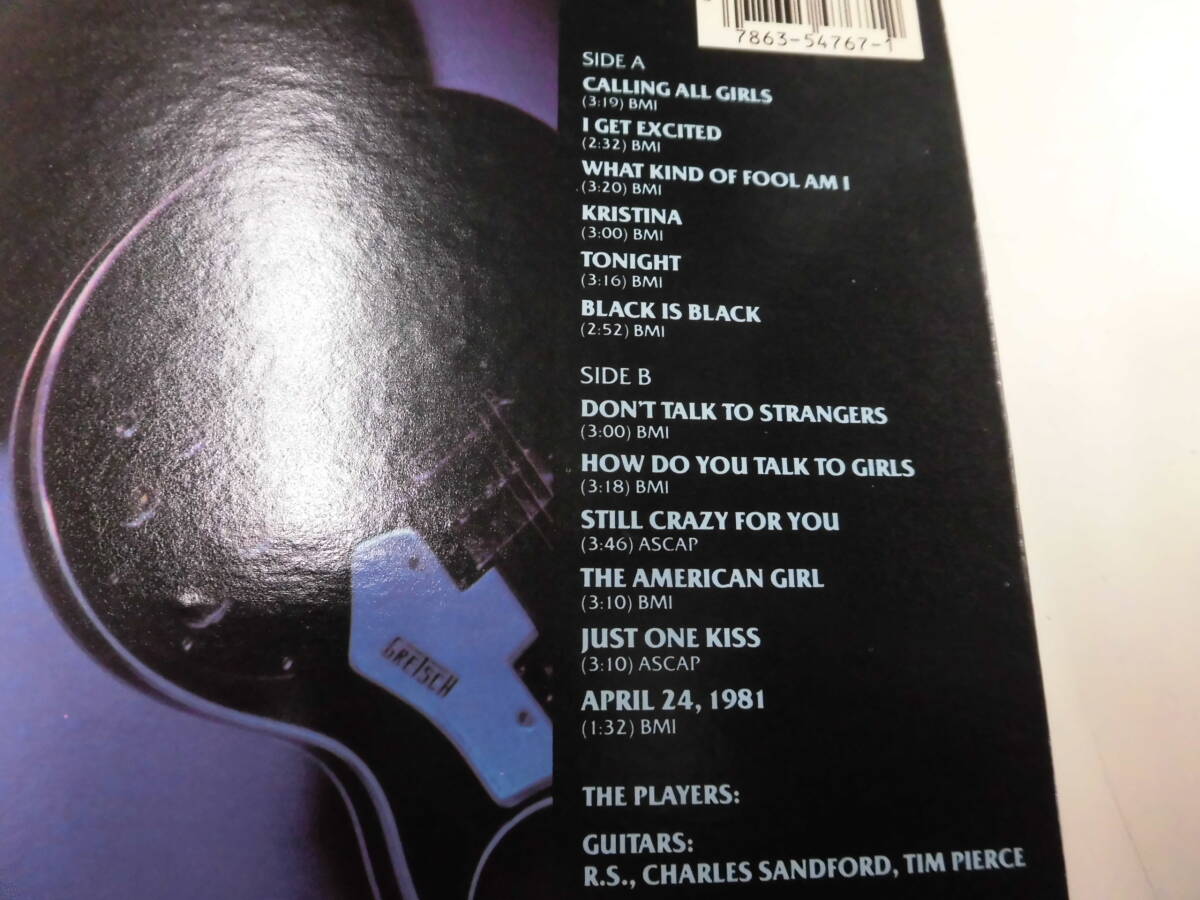 7863-54767-1
SIDE A
CALLING ALL GIRLS
(3:19) BMI
I GET EXCITED
(2:32) BMI
WHAT KIND OF FOOL AM I
(3:20) BMI
KRISTINA
(3:00) BMI
TONIGHT
(3:16) BMI
BLACK IS BLACK
(2:52) BMI
SIDE B
DON'T TALK TO STRANGERS
(3:00) BMI
HOW DO YOU TALK TO GIRLS
(3:18) BMI
STILL CRAZY FOR YOU
(3:46) ASCAP
THE AMERICAN GIRL
(3:10) BMI
JUST ONE KISS
(3:10) ASCAP
APRIL 24, 1981
(1:32) BMI
THE PLAYERS:
GUITARS:
R.S., CHARLES SANDFORD, TIM PIERCE
GRETSCH